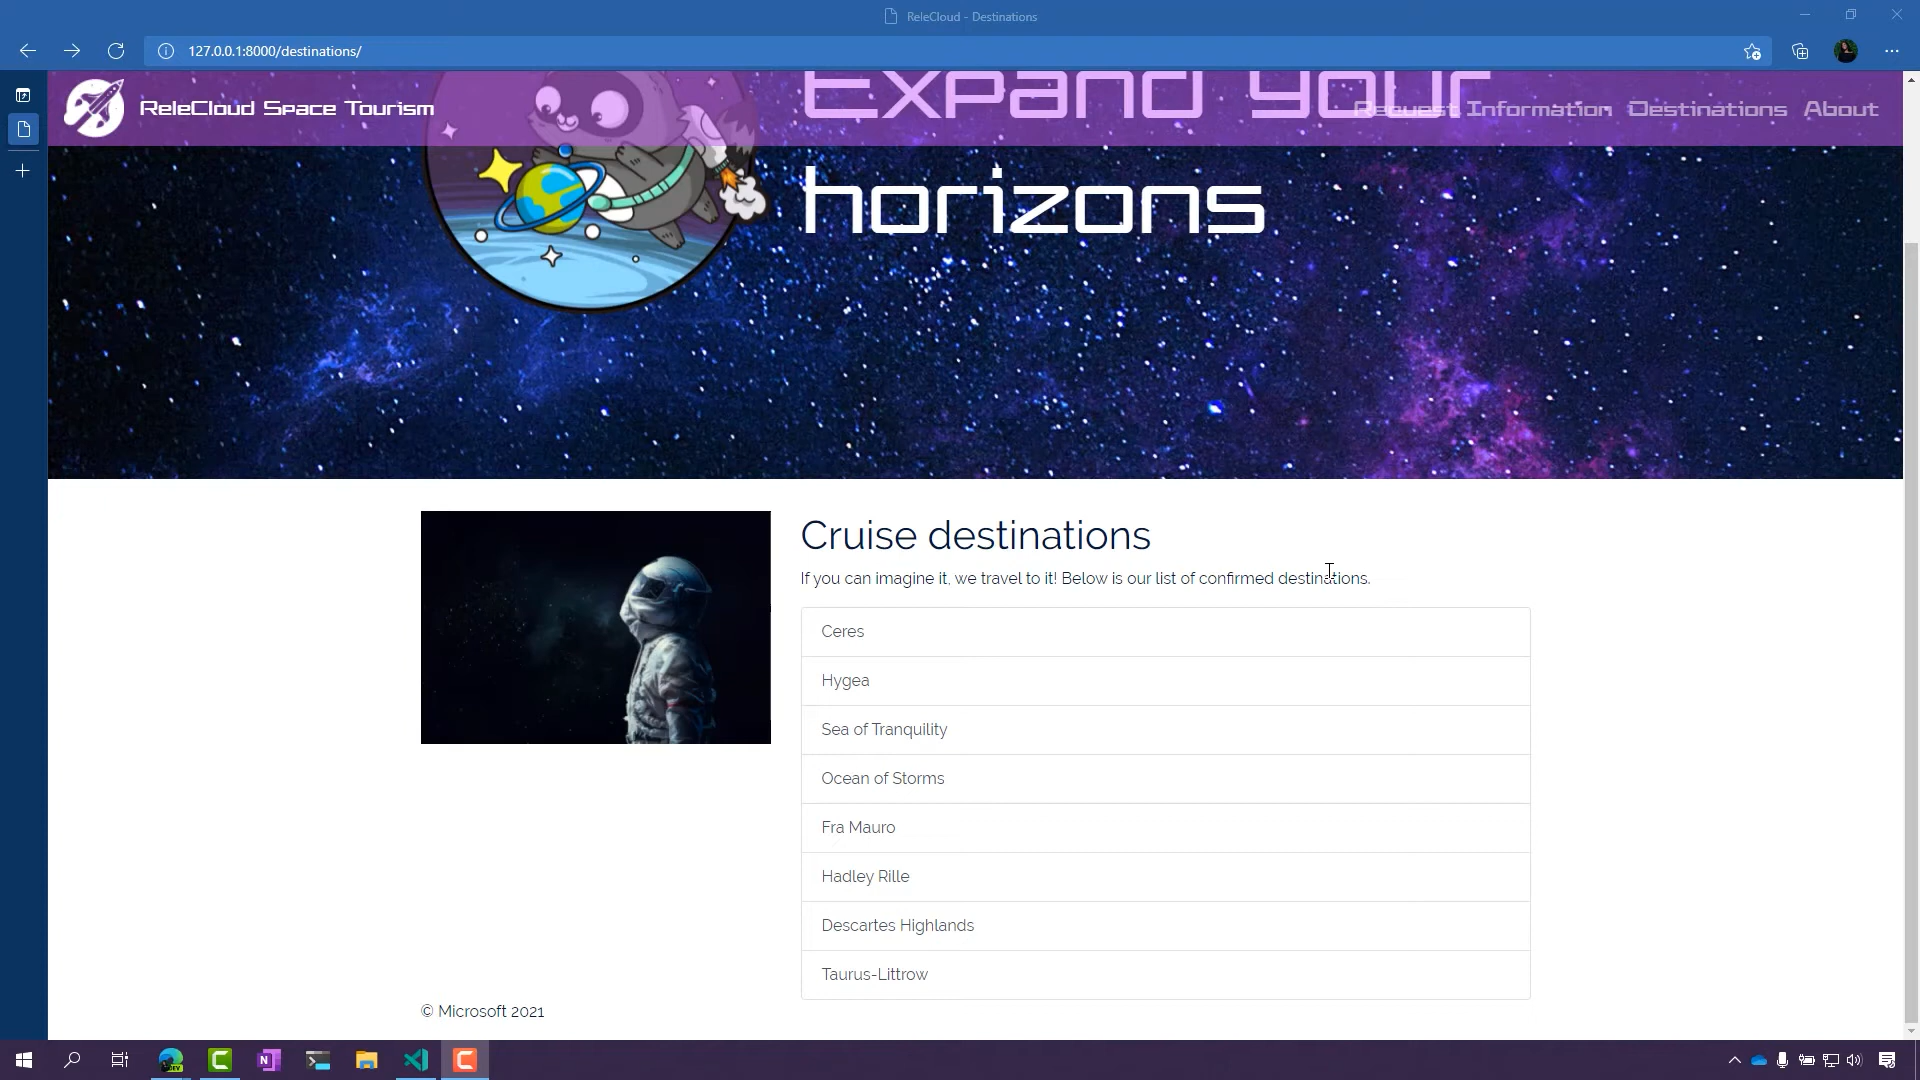 ReleCloud - Destinations
127.0.0.1:8000/destinations/
ReleCloud Space Tourism
Expand your
Request Information Destinations About
horizons
Cruise destinations
If you can imagine it, we travel to it! Below is our list of confirmed destinations.
Ceres
Hygea
Sea of Tranquility
Ocean of Storms
Fra Mauro
Hadley Rille
Descartes Highlands
Taurus-Littrow
© Microsoft 2021
DEV
N